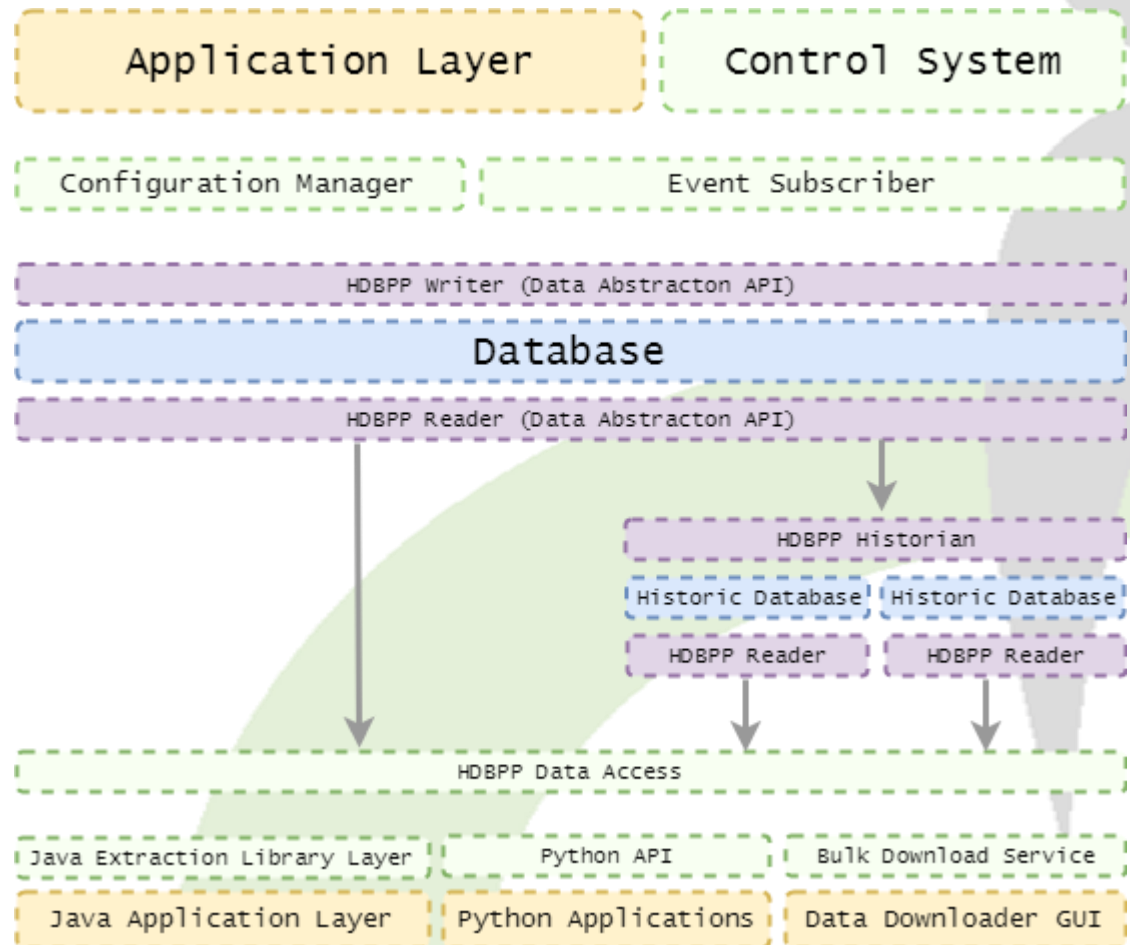 Application Layer
Control System
Configuration Manager
Event Subscriber
HDBPP Writer (Data Abstracton API)
Database
HDBPP Reader (Data Abstracton API)
HDBPP Historian
Historic Database
Historic Database
HDBPP Reader
HDBPP Reader
HDBPP Data Access
Java Extraction Library Layer
Python API
Bulk Download Service
Java Application Layer
Python Applications
Data Downloader GUI